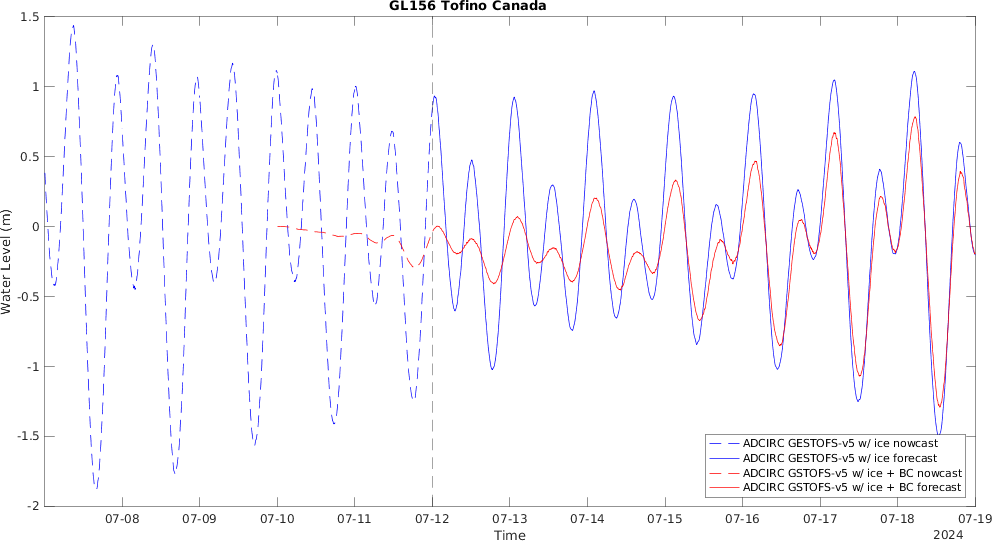 GL156 Tofino Canada
1.5
1
0.5
0
-0.5
-1
-1.5
-2
Water Level (m)
07-08 07-09 07-10 07-11 07-12 07-13 07-14 07-15 07-16 07-17 07-18 07-19
Time
2024
ADCIRC GESTOFS-v5 w/ ice nowcast
ADCIRC GESTOFS-v5 w/ ice forecast
ADCIRC GSTOFS-v5 w/ ice + BC nowcast
ADCIRC GSTOFS-v5 w/ ice + BC forecast